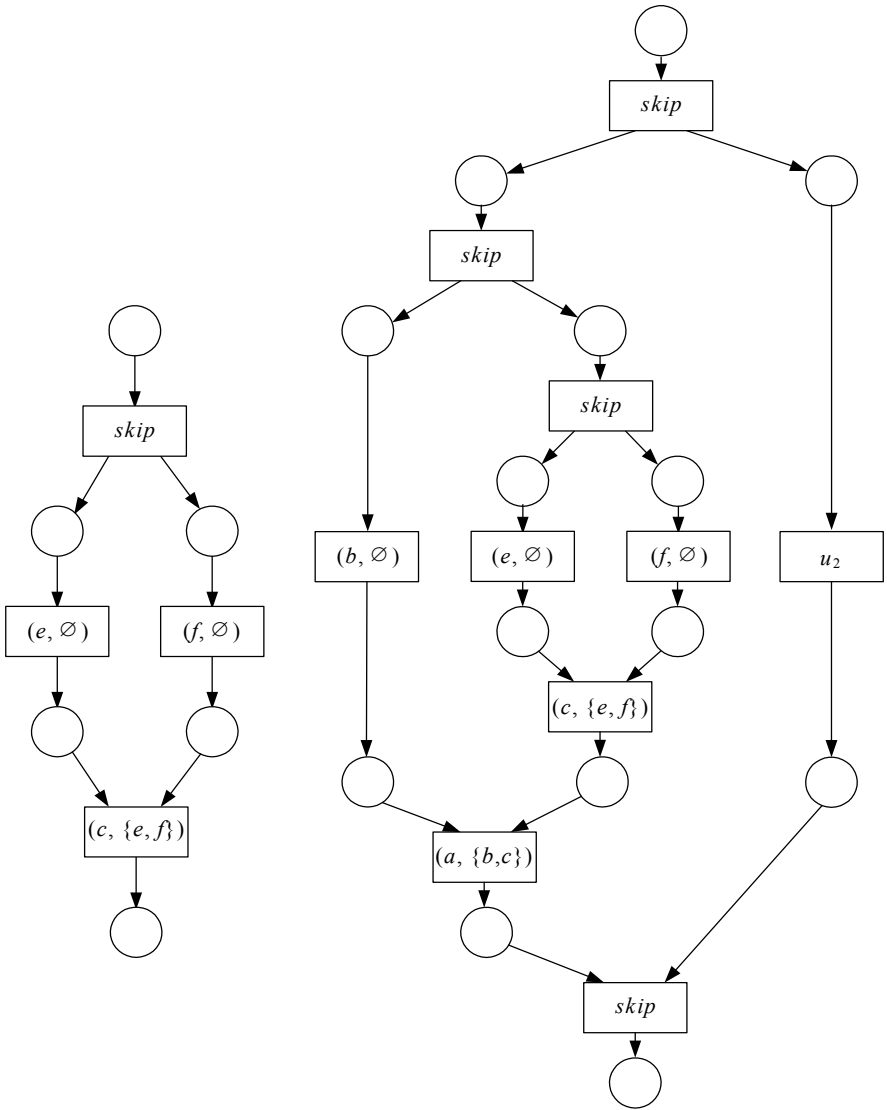 skip
skip
skip
skip
(b, ∅)
(e, ∅)
(f, ∅)
u₂
(e, ∅)
(f, ∅)
(c, {e, f})
(c, {e, f})
(a, {b,c})
skip